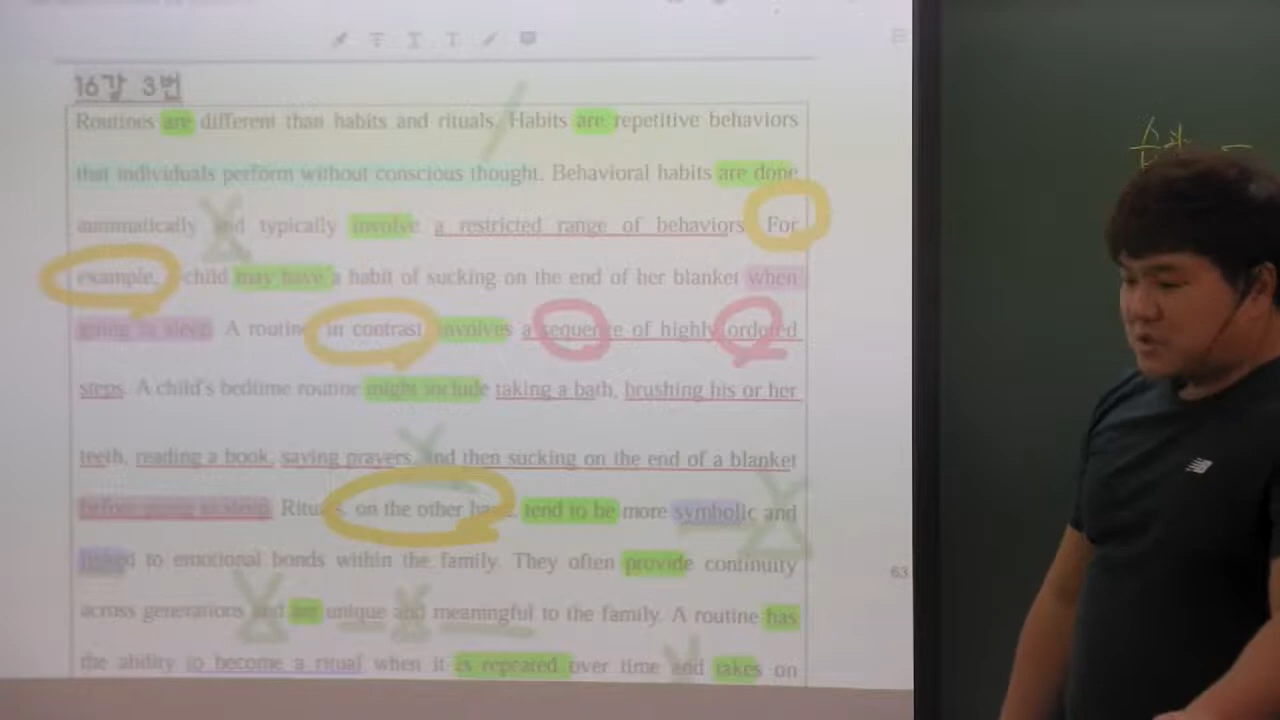 16강 3번
Routines are different than habits and rituals. Habits are repetitive behaviors
that individuals perform without conscious thought. Behavioral habits are done
automatically and typically involve a restricted range of behaviors. For
example, child may have a habit of sucking on the end of her blanket when
going to sleep. A routine, in contrast involves a sequence of highly ordered
steps. A child's bedtime routine might include taking a bath, brushing his or her
teeth, reading a book, saying prayers, and then sucking on the end of a blanket
before going to sleep. Rituals, on the other hand, tend to be more symbolic and
linked to emotional bonds within the family. They often provide continuity
across generations and are unique and meaningful to the family. A routine has
the ability to become a ritual when it is repeated over time and takes on
63